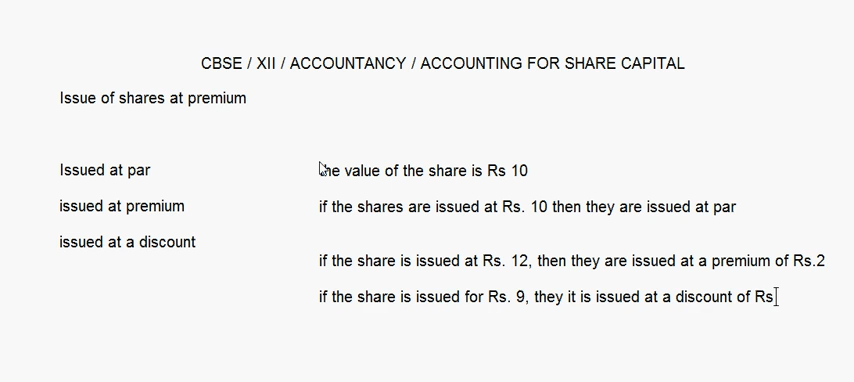 CBSE / XII / ACCOUNTANCY / ACCOUNTING FOR SHARE CAPITAL
Issue of shares at premium
Issued at par
issued at premium
issued at a discount
the value of the share is Rs 10
if the shares are issued at Rs. 10 then they are issued at par
if the share is issued at Rs. 12, then they are issued at a premium of Rs.2
if the share is issued for Rs. 9, they it is issued at a discount of Rs